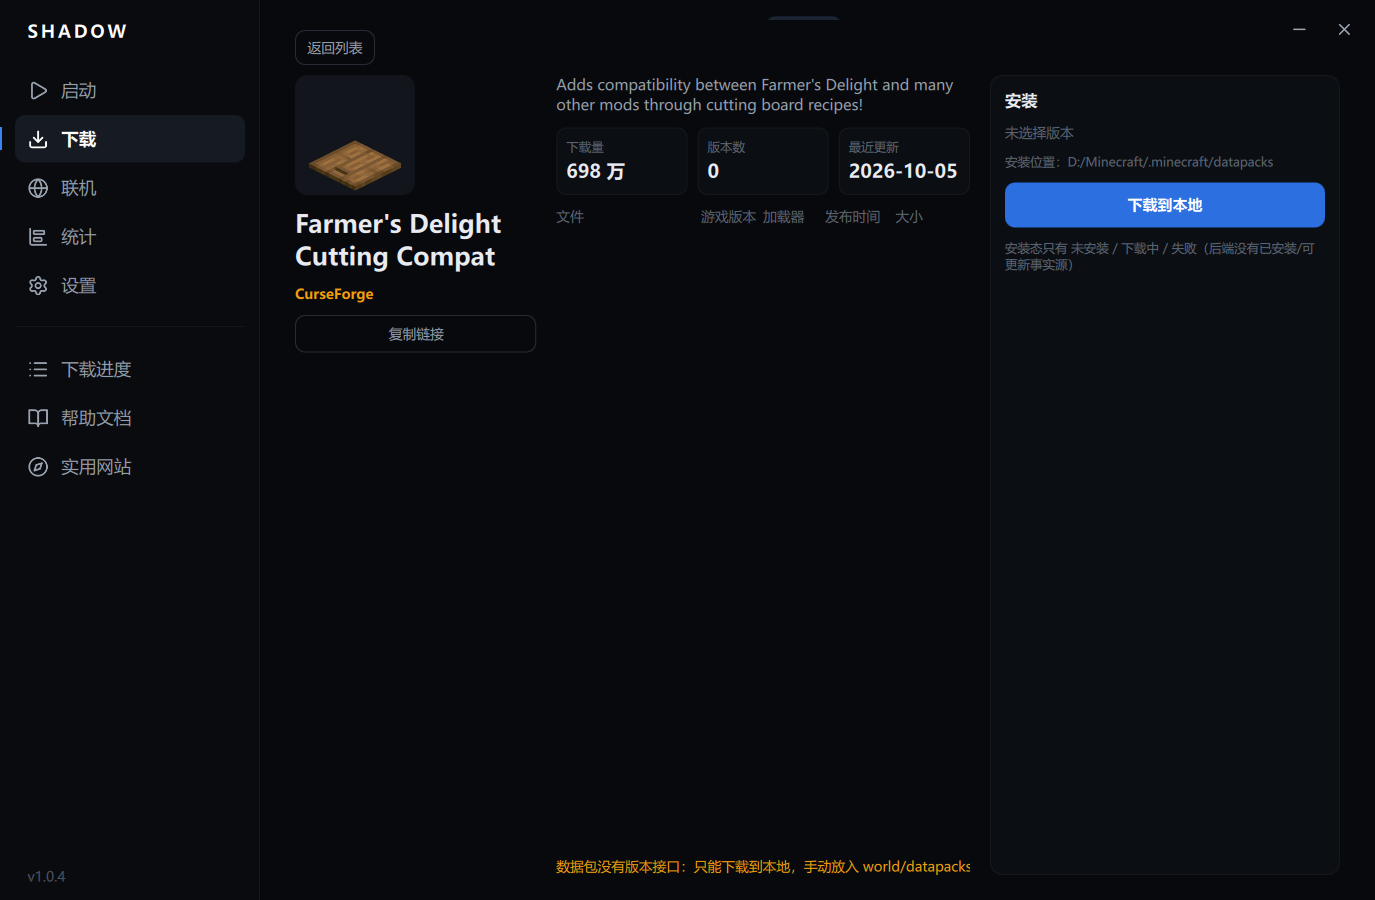 SHADOW
启动
下载
联机
统计
设置
下载进度
帮助文档
实用网站
v1.0.4
返回列表
Farmer's Delight
Cutting Compat
CurseForge
复制链接
Adds compatibility between Farmer's Delight and many
other mods through cutting board recipes!
下载量
698 万
版本数
0
最近更新
2026-10-05
文件 游戏版本 加载器 发布时间 大小
数据包没有版本接口：只能下载到本地，手动放入 world/datapacks
安装
未选择版本
安装位置：D:/Minecraft/.minecraft/datapacks
下载到本地
安装态只有 未安装 / 下载中 / 失败（后端没有已安装/可
更新事实源）